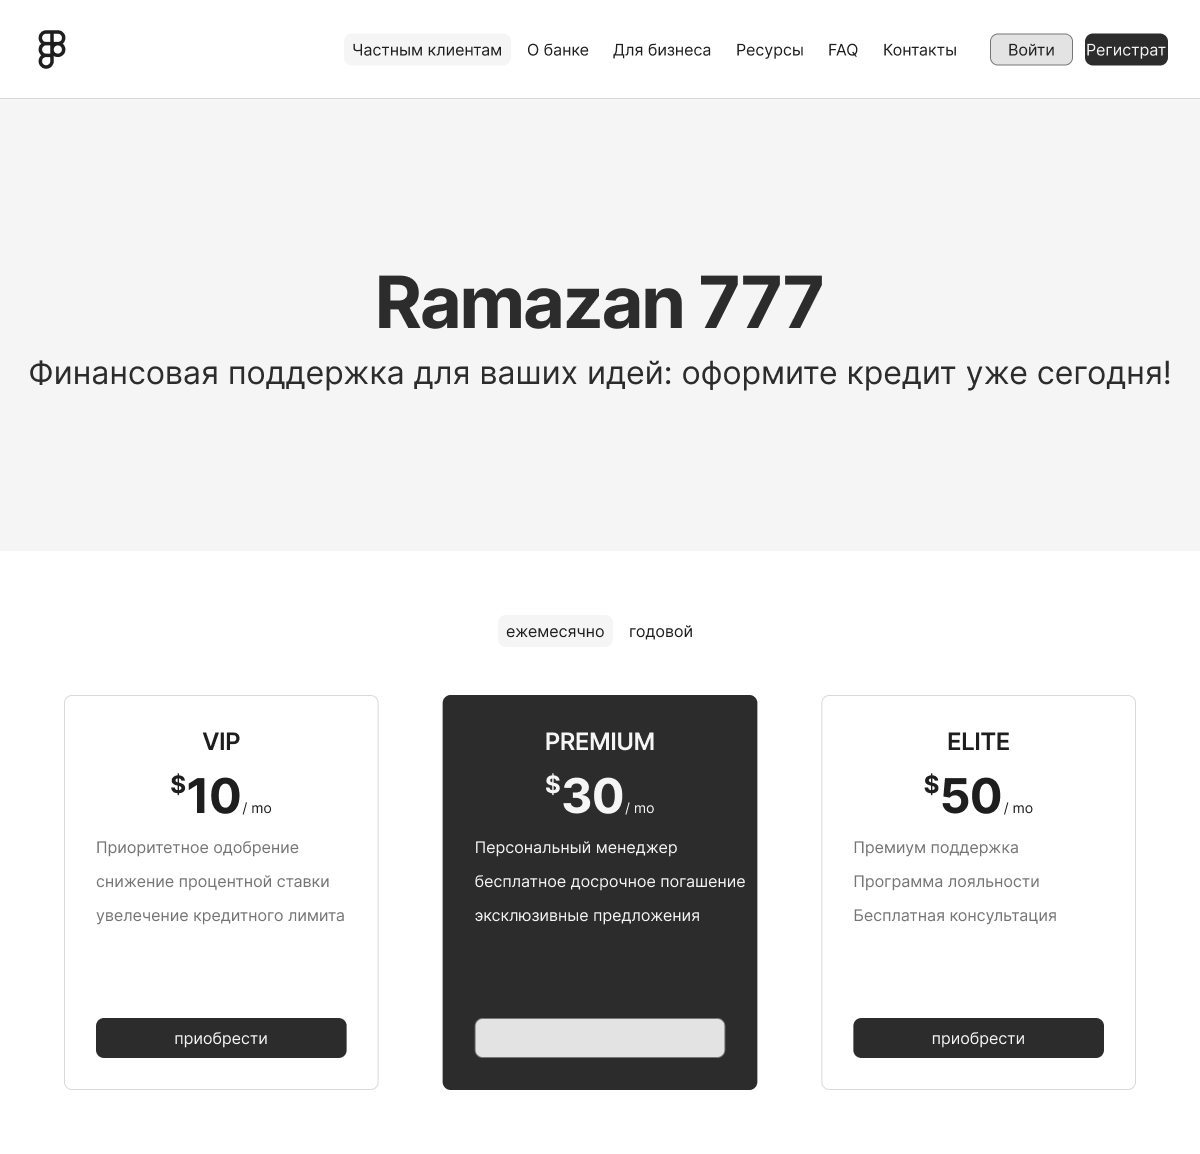 Частным клиентам О банке Для бизнеса Ресурсы FAQ Контакты Войти Регистрат
Ramazan 777
Финансовая поддержка для ваших идей: оформите кредит уже сегодня!
ежемесячно годовой
VIP
$10 / mo
Приоритетное одобрение
снижение процентной ставки
увелечение кредитного лимита
приобрести
PREMIUM
$30 / mo
Персональный менеджер
бесплатное досрочное погашение
эксклюзивные предложения
ELITE
$50 / mo
Премиум поддержка
Программа лояльности
Бесплатная консультация
приобрести